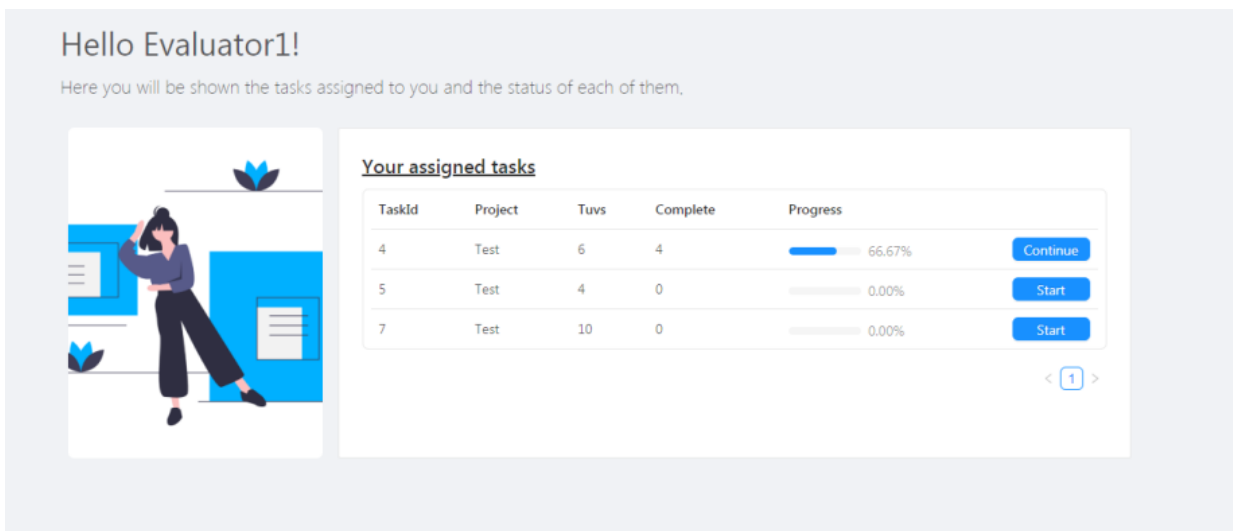 Hello Evaluator1!
Here you will be shown the tasks assigned to you and the status of each of them.
Your assigned tasks
TaskId Project Tuvs Complete Progress
4 Test 6 4 66.67% Continue
5 Test 4 0 0.00% Start
7 Test 10 0 0.00% Start
< 1 >